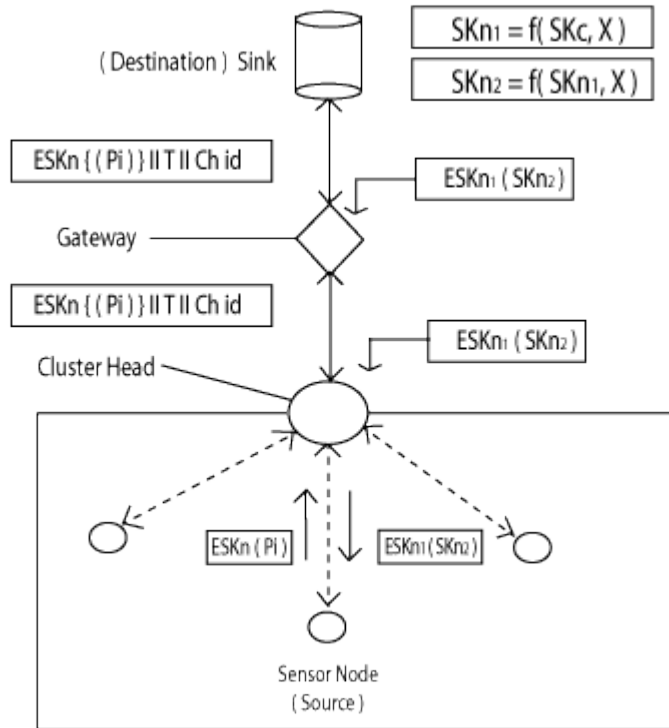 SKn1 = f( SKc, X )
( Destination ) Sink
SKn2 = f( SKn1, X )
ESKn { ( Pi ) } II T II Ch id
ESKn1 ( SKn2 )
Gateway
ESKn { ( Pi ) } II T II Ch id
ESKn1 ( SKn2 )
Cluster Head
ESKn ( Pi )
ESKn1 ( SKn2 )
Sensor Node
( Source )